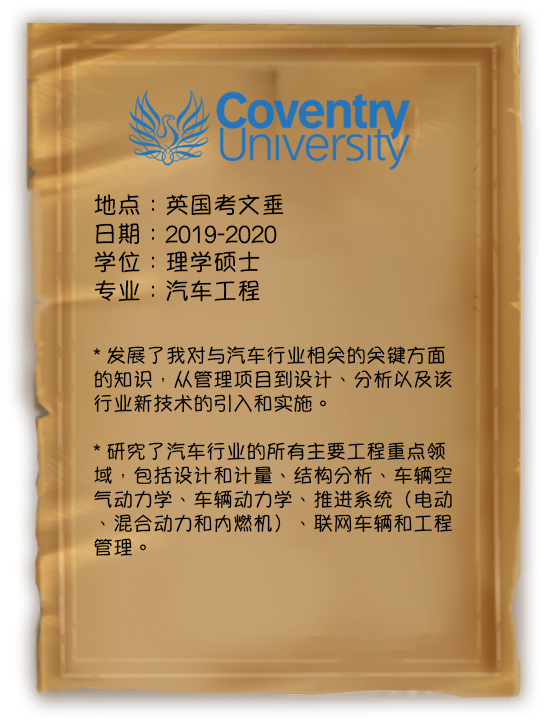 Coventry
University
地点：英国考文垂
日期：2019-2020
学位：理学硕士
专业：汽车工程
* 发展了我对与汽车行业相关的关键方面
的知识，从管理项目到设计、分析以及该
行业新技术的引入和实施。
* 研究了汽车行业的所有主要工程重点领
域，包括设计和计量、结构分析、车辆空
气动力学、车辆动力学、推进系统（电动
、混合动力和内燃机）、联网车辆和工程
管理。